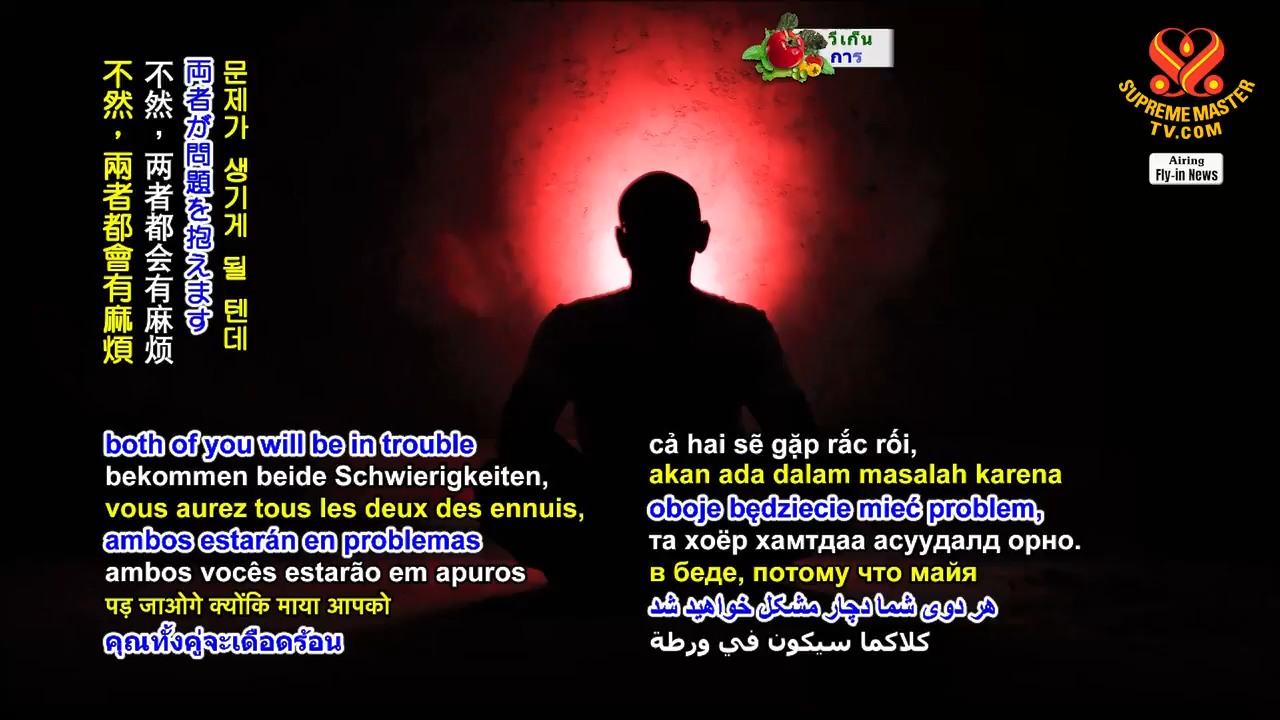 不然，兩者都會有麻煩
不然，两者都会有麻烦
両者が問題を抱えます
문제가 생기게 될 텐데
วีเก็น
การ
SUPREME MASTER
TV.COM
Airing
Fly-in News
both of you will be in trouble
bekommen beide Schwierigkeiten,
vous aurez tous les deux des ennuis,
ambos estarán en problemas
ambos vocês estarão em apuros
पड़ जाओगे क्योंकि माया आपको
คุณทั้งคู่จะเดือดร้อน
cả hai sẽ gặp rắc rối,
akan ada dalam masalah karena
oboje będziecie mieć problem,
та хоёр хамтдаа асуудалд орно.
в беде, потому что майя
هر دوی شما دچار مشکل خواهید شد
كلاكما سيكون في ورطة